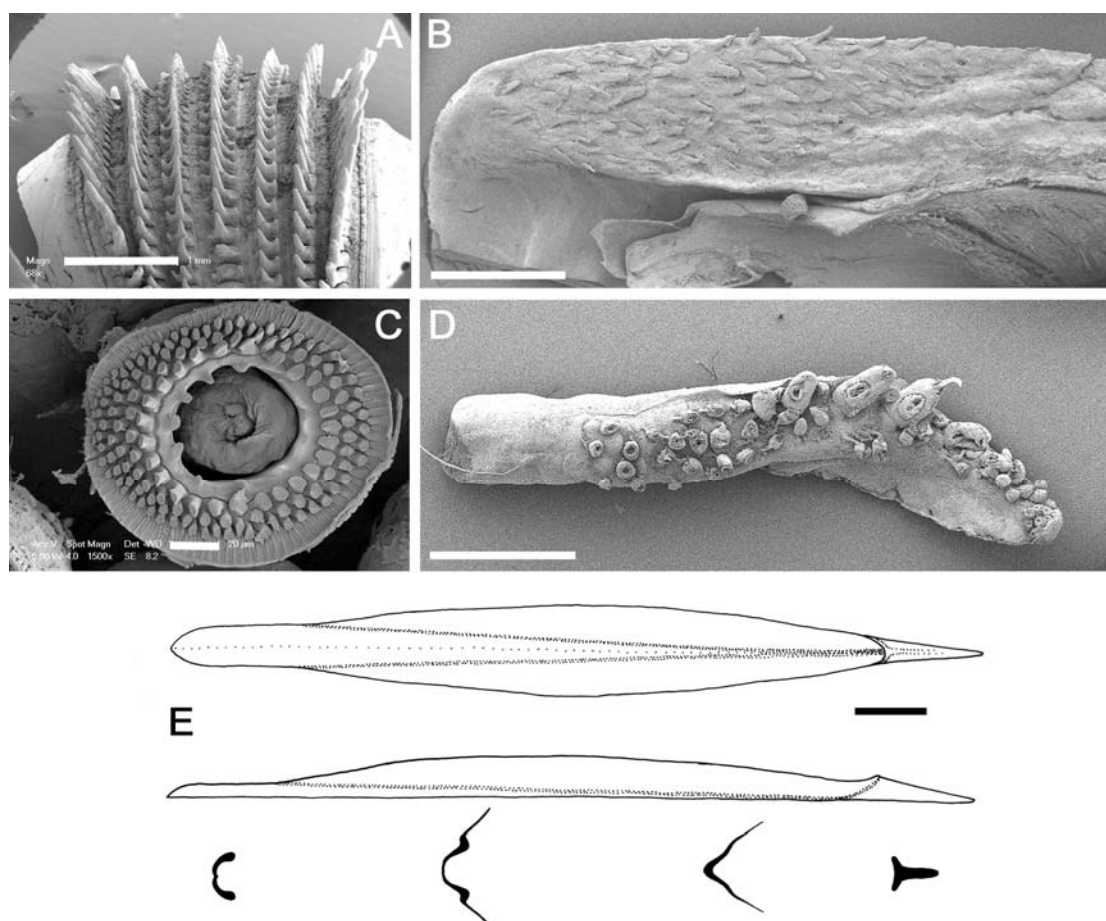 A
B
Magn
1 mm
68x
C
D
Acc.V Spot Magn Det WD
20 µm
5.00 kV 4.0 1500x SE 8.2
E